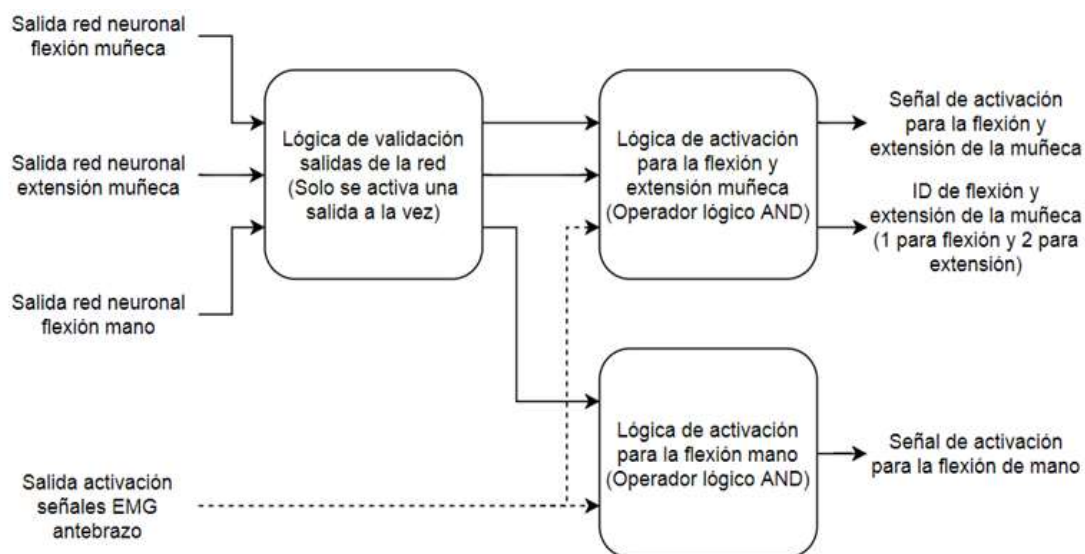 Salida red neuronal
flexión muñeca
Salida red neuronal
extensión muñeca
Salida red neuronal
flexión mano
Salida activación
señales EMG
antebrazo
Lógica de validación
salidas de la red
(Solo se activa una
salida a la vez)
Lógica de activación
para la flexión y
extensión muñeca
(Operador lógico AND)
Lógica de activación
para la flexión mano
(Operador lógico AND)
Señal de activación
para la flexión y
extensión de la muñeca
ID de flexión y
extensión de la muñeca
(1 para flexión y 2 para
extensión)
Señal de activación
para la flexión de mano